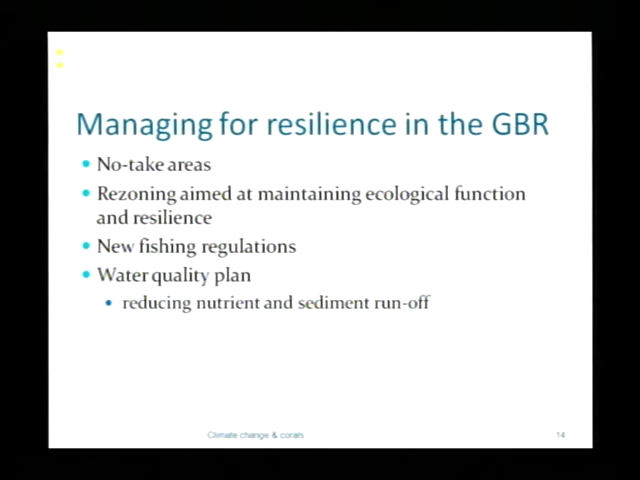 Managing for resilience in the GBR
No-take areas
Rezoning aimed at maintaining ecological function
and resilience
New fishing regulations
Water quality plan
reducing nutrient and sediment run-off
Climate change & corals
14